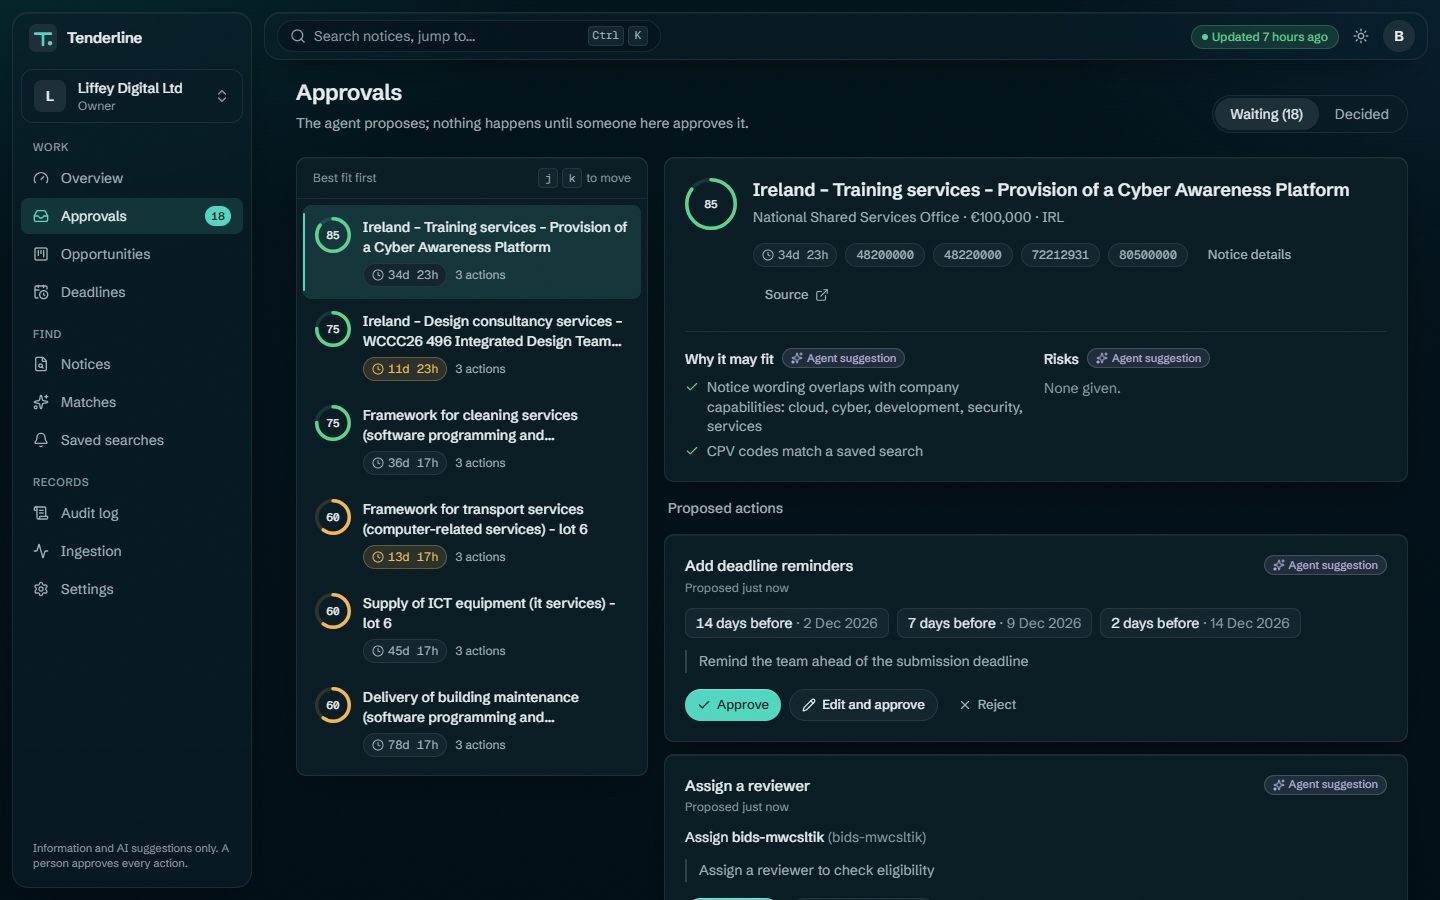 Tenderline
Search notices, jump to...
Ctrl K
Updated 7 hours ago
B
L
Liffey Digital Ltd
Owner
WORK
Overview
Approvals
18
Opportunities
Deadlines
FIND
Notices
Matches
Saved searches
RECORDS
Audit log
Ingestion
Settings
Information and AI suggestions only. A
person approves every action.
Approvals
The agent proposes; nothing happens until someone here approves it.
Waiting (18)
Decided
Best fit first
j k to move
85
Ireland – Training services – Provision of
a Cyber Awareness Platform
34d 23h
3 actions
75
Ireland – Design consultancy services –
WCCC26 496 Integrated Design Team...
11d 23h
3 actions
75
Framework for cleaning services
(software programming and...
36d 17h
3 actions
60
Framework for transport services
(computer-related services) – lot 6
13d 17h
3 actions
60
Supply of ICT equipment (it services) –
lot 6
45d 17h
3 actions
60
Delivery of building maintenance
(software programming and...
78d 17h
3 actions
85
Ireland – Training services – Provision of a Cyber Awareness Platform
National Shared Services Office · €100,000 · IRL
34d 23h
48200000
48220000
72212931
80500000
Notice details
Source
Why it may fit
Agent suggestion
Notice wording overlaps with company
capabilities: cloud, cyber, development, security,
services
CPV codes match a saved search
Risks
Agent suggestion
None given.
Proposed actions
Add deadline reminders
Agent suggestion
Proposed just now
14 days before · 2 Dec 2026
7 days before · 9 Dec 2026
2 days before · 14 Dec 2026
Remind the team ahead of the submission deadline
Approve
Edit and approve
Reject
Assign a reviewer
Agent suggestion
Proposed just now
Assign bids-mwcsltik (bids-mwcsltik)
Assign a reviewer to check eligibility